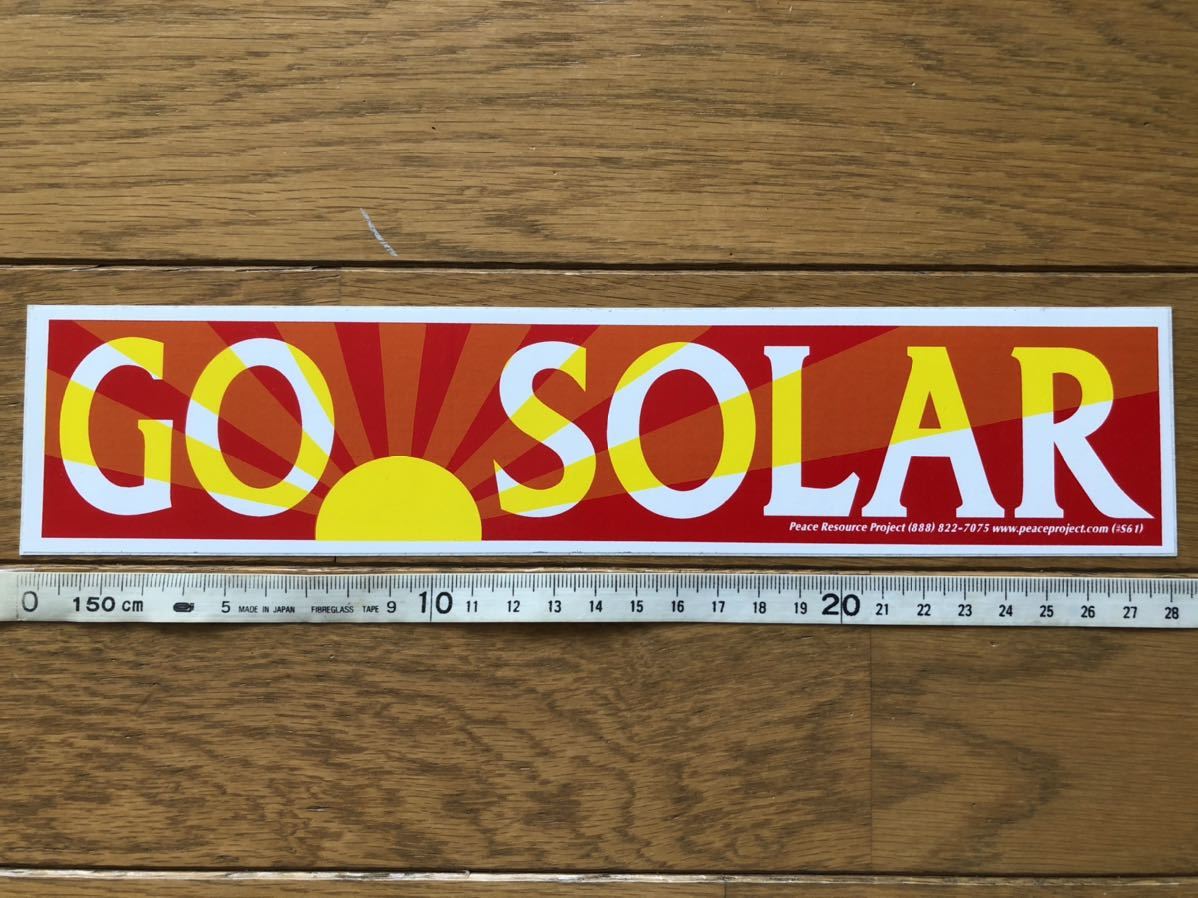 GO SOLAR
Peace Resource Project (888) 822-7075 www.peaceproject.com (#S61)
0 150 cm 5 MADE IN JAPAN FIBREGLASS TAPE 9 10 11 12 13 14 15 16 17 18 19 20 21 22 23 24 25 26 27 28